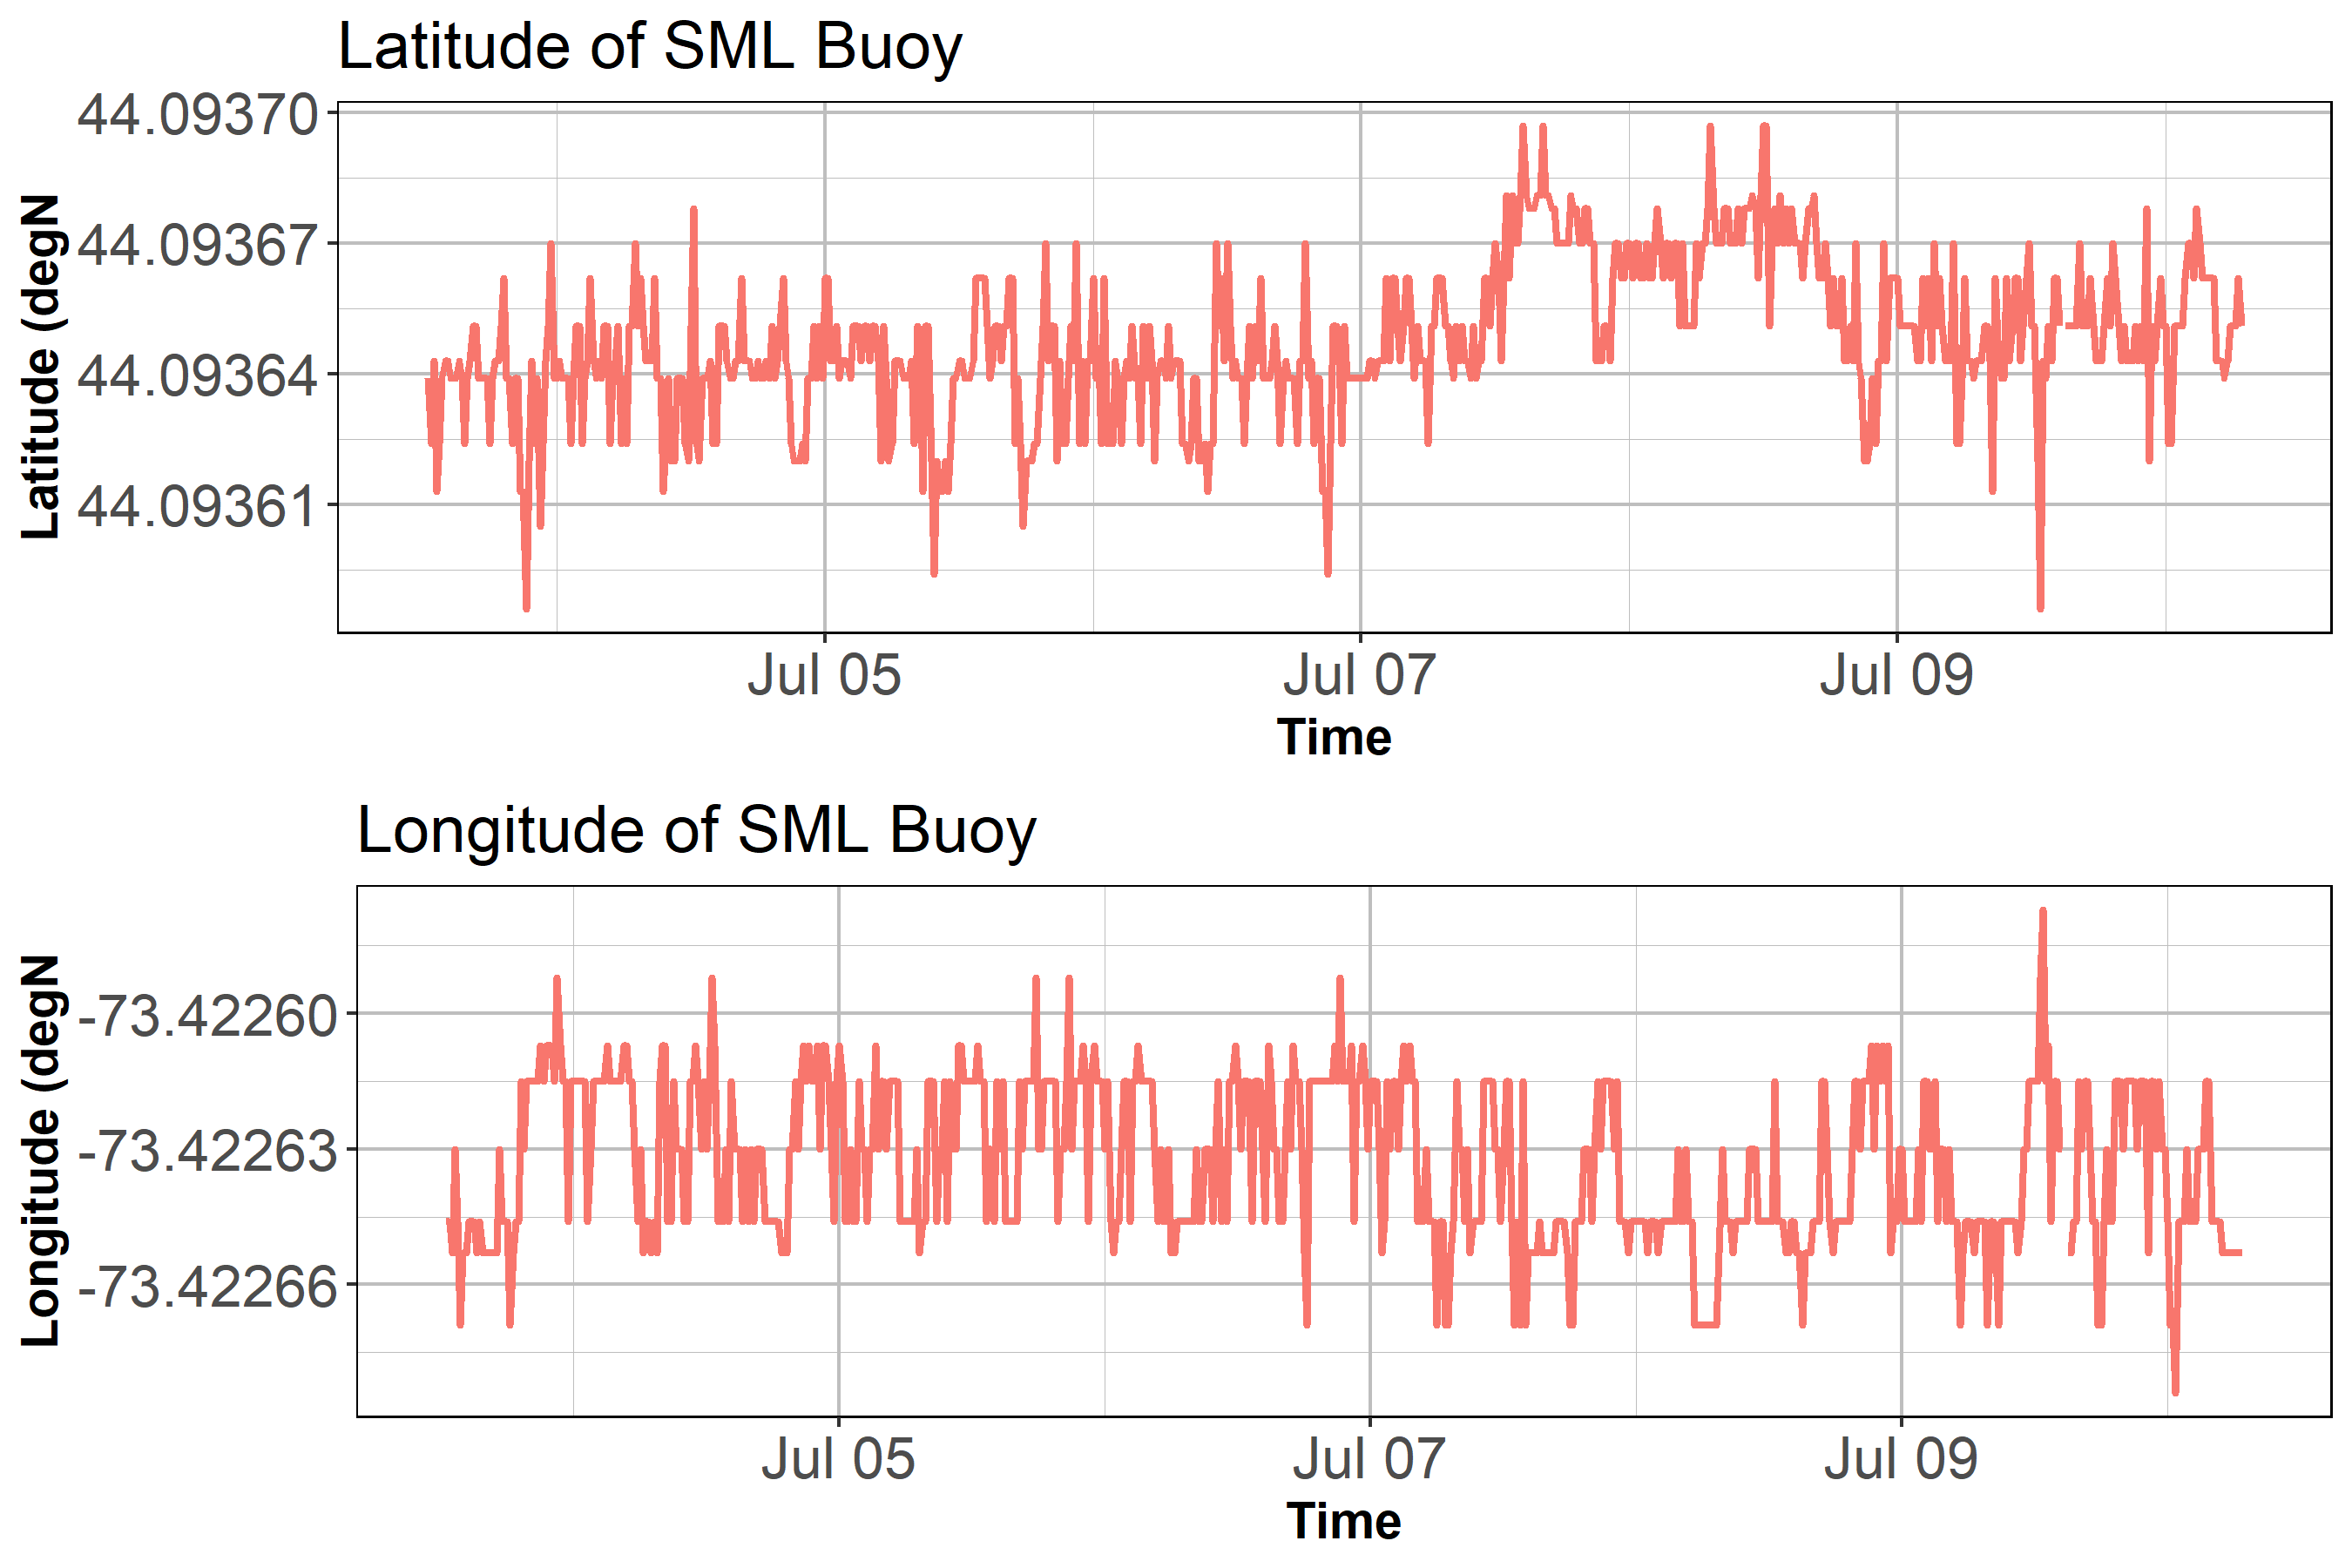 Latitude of SML Buoy
Latitude (degN
44.09370
44.09367
44.09364
44.09361
Jul 05 Jul 07 Jul 09
Time
Longitude of SML Buoy
Longitude (degN
-73.42260
-73.42263
-73.42266
Jul 05 Jul 07 Jul 09
Time